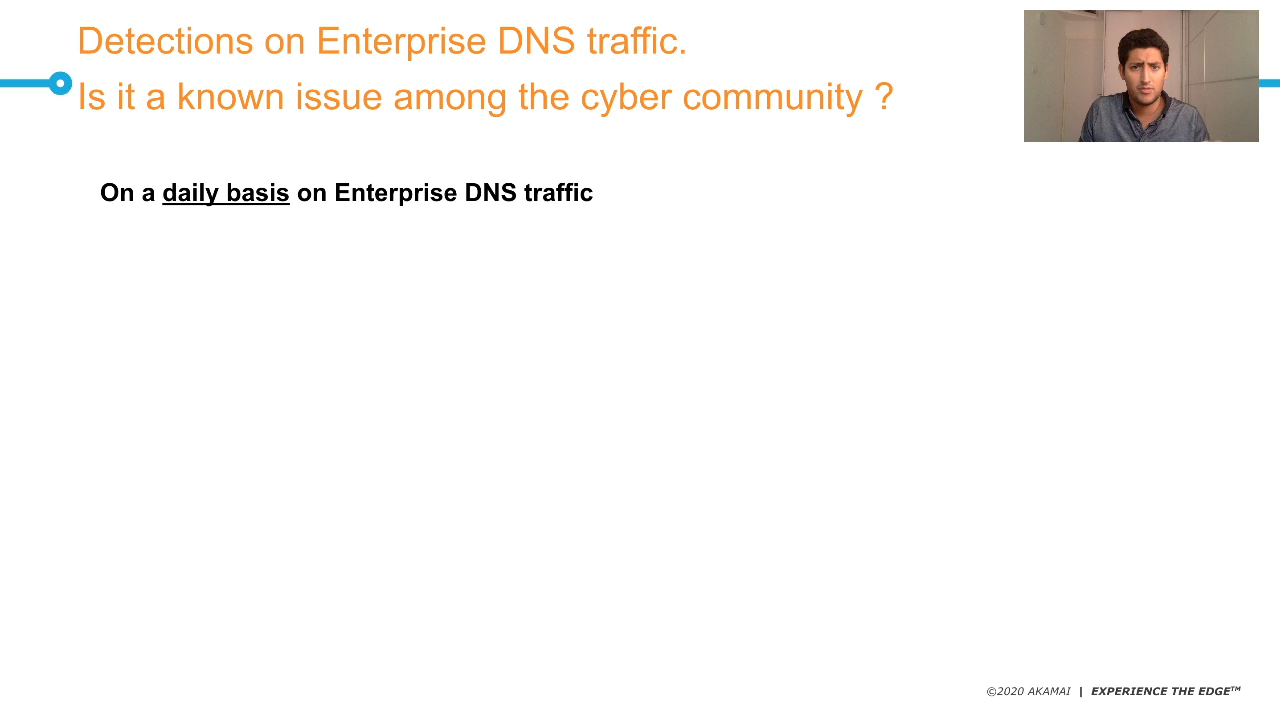 Detections on Enterprise DNS traffic.
Is it a known issue among the cyber community ?
On a daily basis on Enterprise DNS traffic
©2020 AKAMAI | EXPERIENCE THE EDGE™